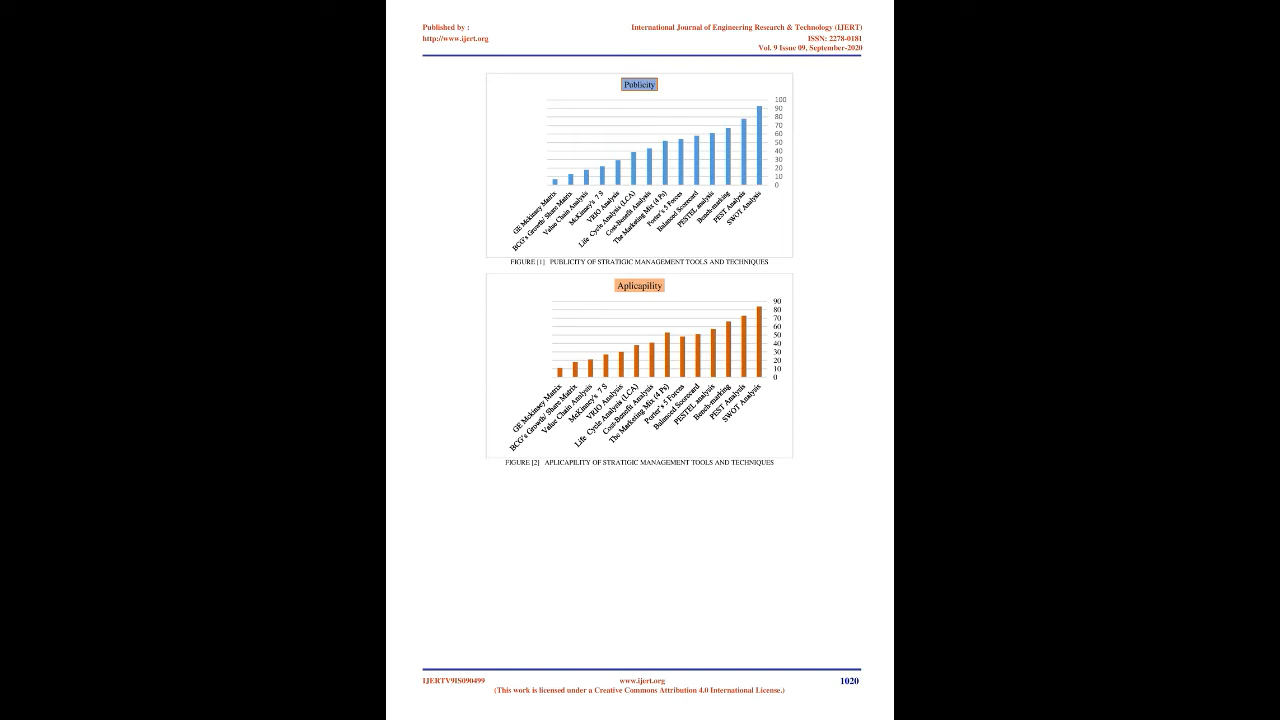 Published by :
International Journal of Engineering Research & Technology (IJERT)
http://www.ijert.org
ISSN: 2278-0181
Vol. 9 Issue 09, September-2020
Publicity
100
90
80
70
60
50
40
30
20
10
0
GE Mckinsey Matrix
BCG's Growth/ Share Matrix
Value Chain Analysis
McKinney's 7 S
VRIO Analysis
Life Cycle Analysis (LCA)
Cost-Benefit Analysis
The Marketing Mix (4 Ps)
Porter's 5 Forces
Balanced Scorecard
PESTEL analysis
Bench-marking
PEST Analysis
SWOT Analysis
FIGURE [1] PUBLICITY OF STRATIGIC MANAGEMENT TOOLS AND TECHNIQUES
Aplicapility
90
80
70
60
50
40
30
20
10
0
GE Mckinsey Matrix
BCG's Growth/ Share Matrix
Value Chain Analysis
McKinney's 7 S
VRIO Analysis
Life Cycle Analysis (LCA)
Cost-Benefit Analysis
The Marketing Mix (4 Ps)
Porter's 5 Forces
Balanced Scorecard
PESTEL analysis
Bench-marking
PEST Analysis
SWOT Analysis
FIGURE [2] APLICAPILITY OF STRATIGIC MANAGEMENT TOOLS AND TECHNIQUES
IJERTV9IS090499
www.ijert.org
1020
(This work is licensed under a Creative Commons Attribution 4.0 International License.)